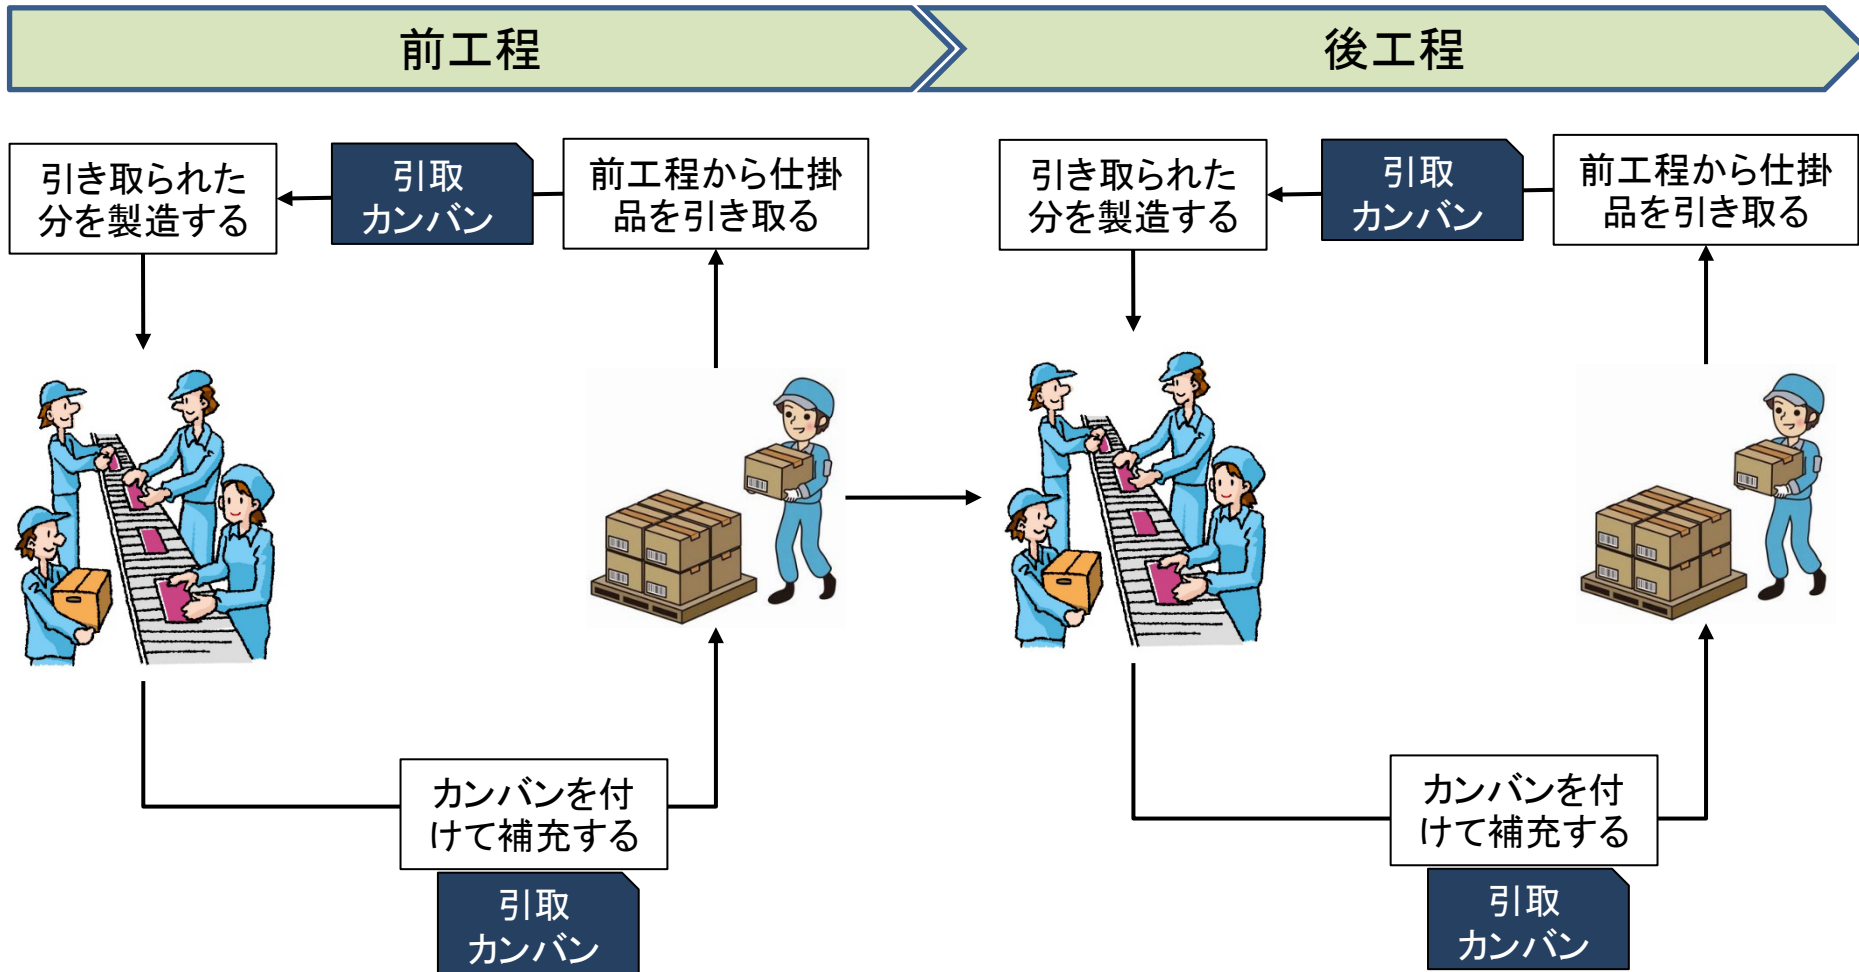 前工程
後工程
引き取られた
分を製造する
引取
カンバン
前工程から仕掛
品を引き取る
引き取られた
分を製造する
引取
カンバン
前工程から仕掛
品を引き取る
カンバンを付
けて補充する
引取
カンバン
カンバンを付
けて補充する
引取
カンバン